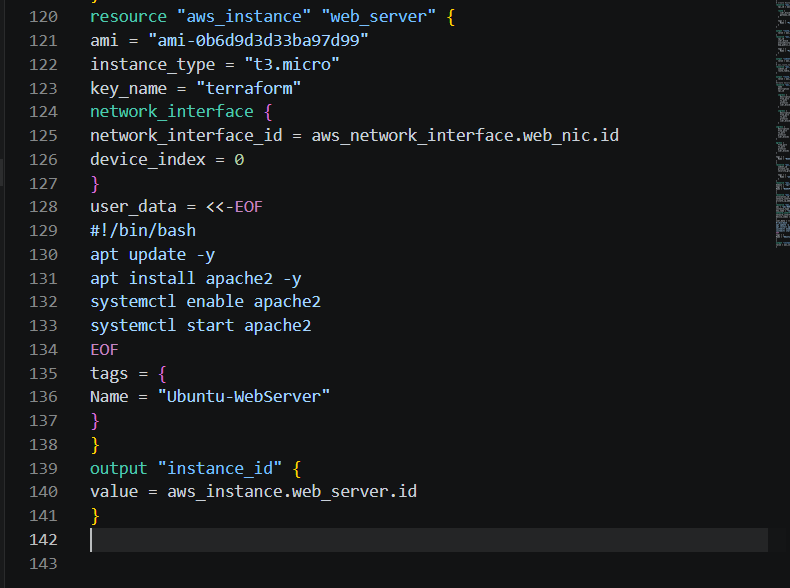 120 resource "aws_instance" "web_server" {
121 ami = "ami-0b6d9d3d33ba97d99"
122 instance_type = "t3.micro"
123 key_name = "terraform"
124 network_interface {
125 network_interface_id = aws_network_interface.web_nic.id
126 device_index = 0
127 }
128 user_data = <<-EOF
129 #!/bin/bash
130 apt update -y
131 apt install apache2 -y
132 systemctl enable apache2
133 systemctl start apache2
134 EOF
135 tags = {
136 Name = "Ubuntu-WebServer"
137 }
138 }
139 output "instance_id" {
140 value = aws_instance.web_server.id
141 }
142
143